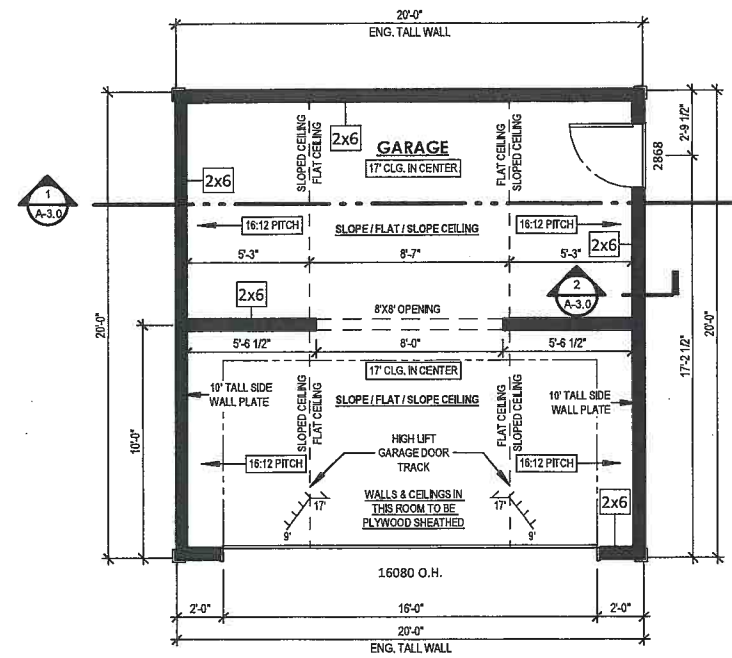 20'-0"
ENG. TALL WALL
2'-9 1/2"
2868
SLOPED CEILING
FLAT CEILING
2x6
GARAGE
17' CLG. IN CENTER
FLAT CEILING
SLOPED CEILING
2x6
1
A-3.0
16:12 PITCH
SLOPE / FLAT / SLOPE CEILING
16:12 PITCH
2x6
5'-3"
8'-7"
5'-3"
2
A-3.0
2x6
8'X8' OPENING
20'-0"
17'-2 1/2"
20'-0"
5'-6 1/2"
8'-0"
5'-6 1/2"
17' CLG. IN CENTER
10' TALL SIDE
WALL PLATE
SLOPED CEILING
FLAT CEILING
SLOPE / FLAT / SLOPE CEILING
FLAT CEILING
SLOPED CEILING
10' TALL SIDE
WALL PLATE
10'-0"
HIGH LIFT
GARAGE DOOR
TRACK
16:12 PITCH
16:12 PITCH
WALLS & CEILINGS IN
THIS ROOM TO BE
PLYWOOD SHEATHED
17'
9'
17'
9'
2x6
16080 O.H.
2'-0"
16'-0"
2'-0"
20'-0"
ENG. TALL WALL